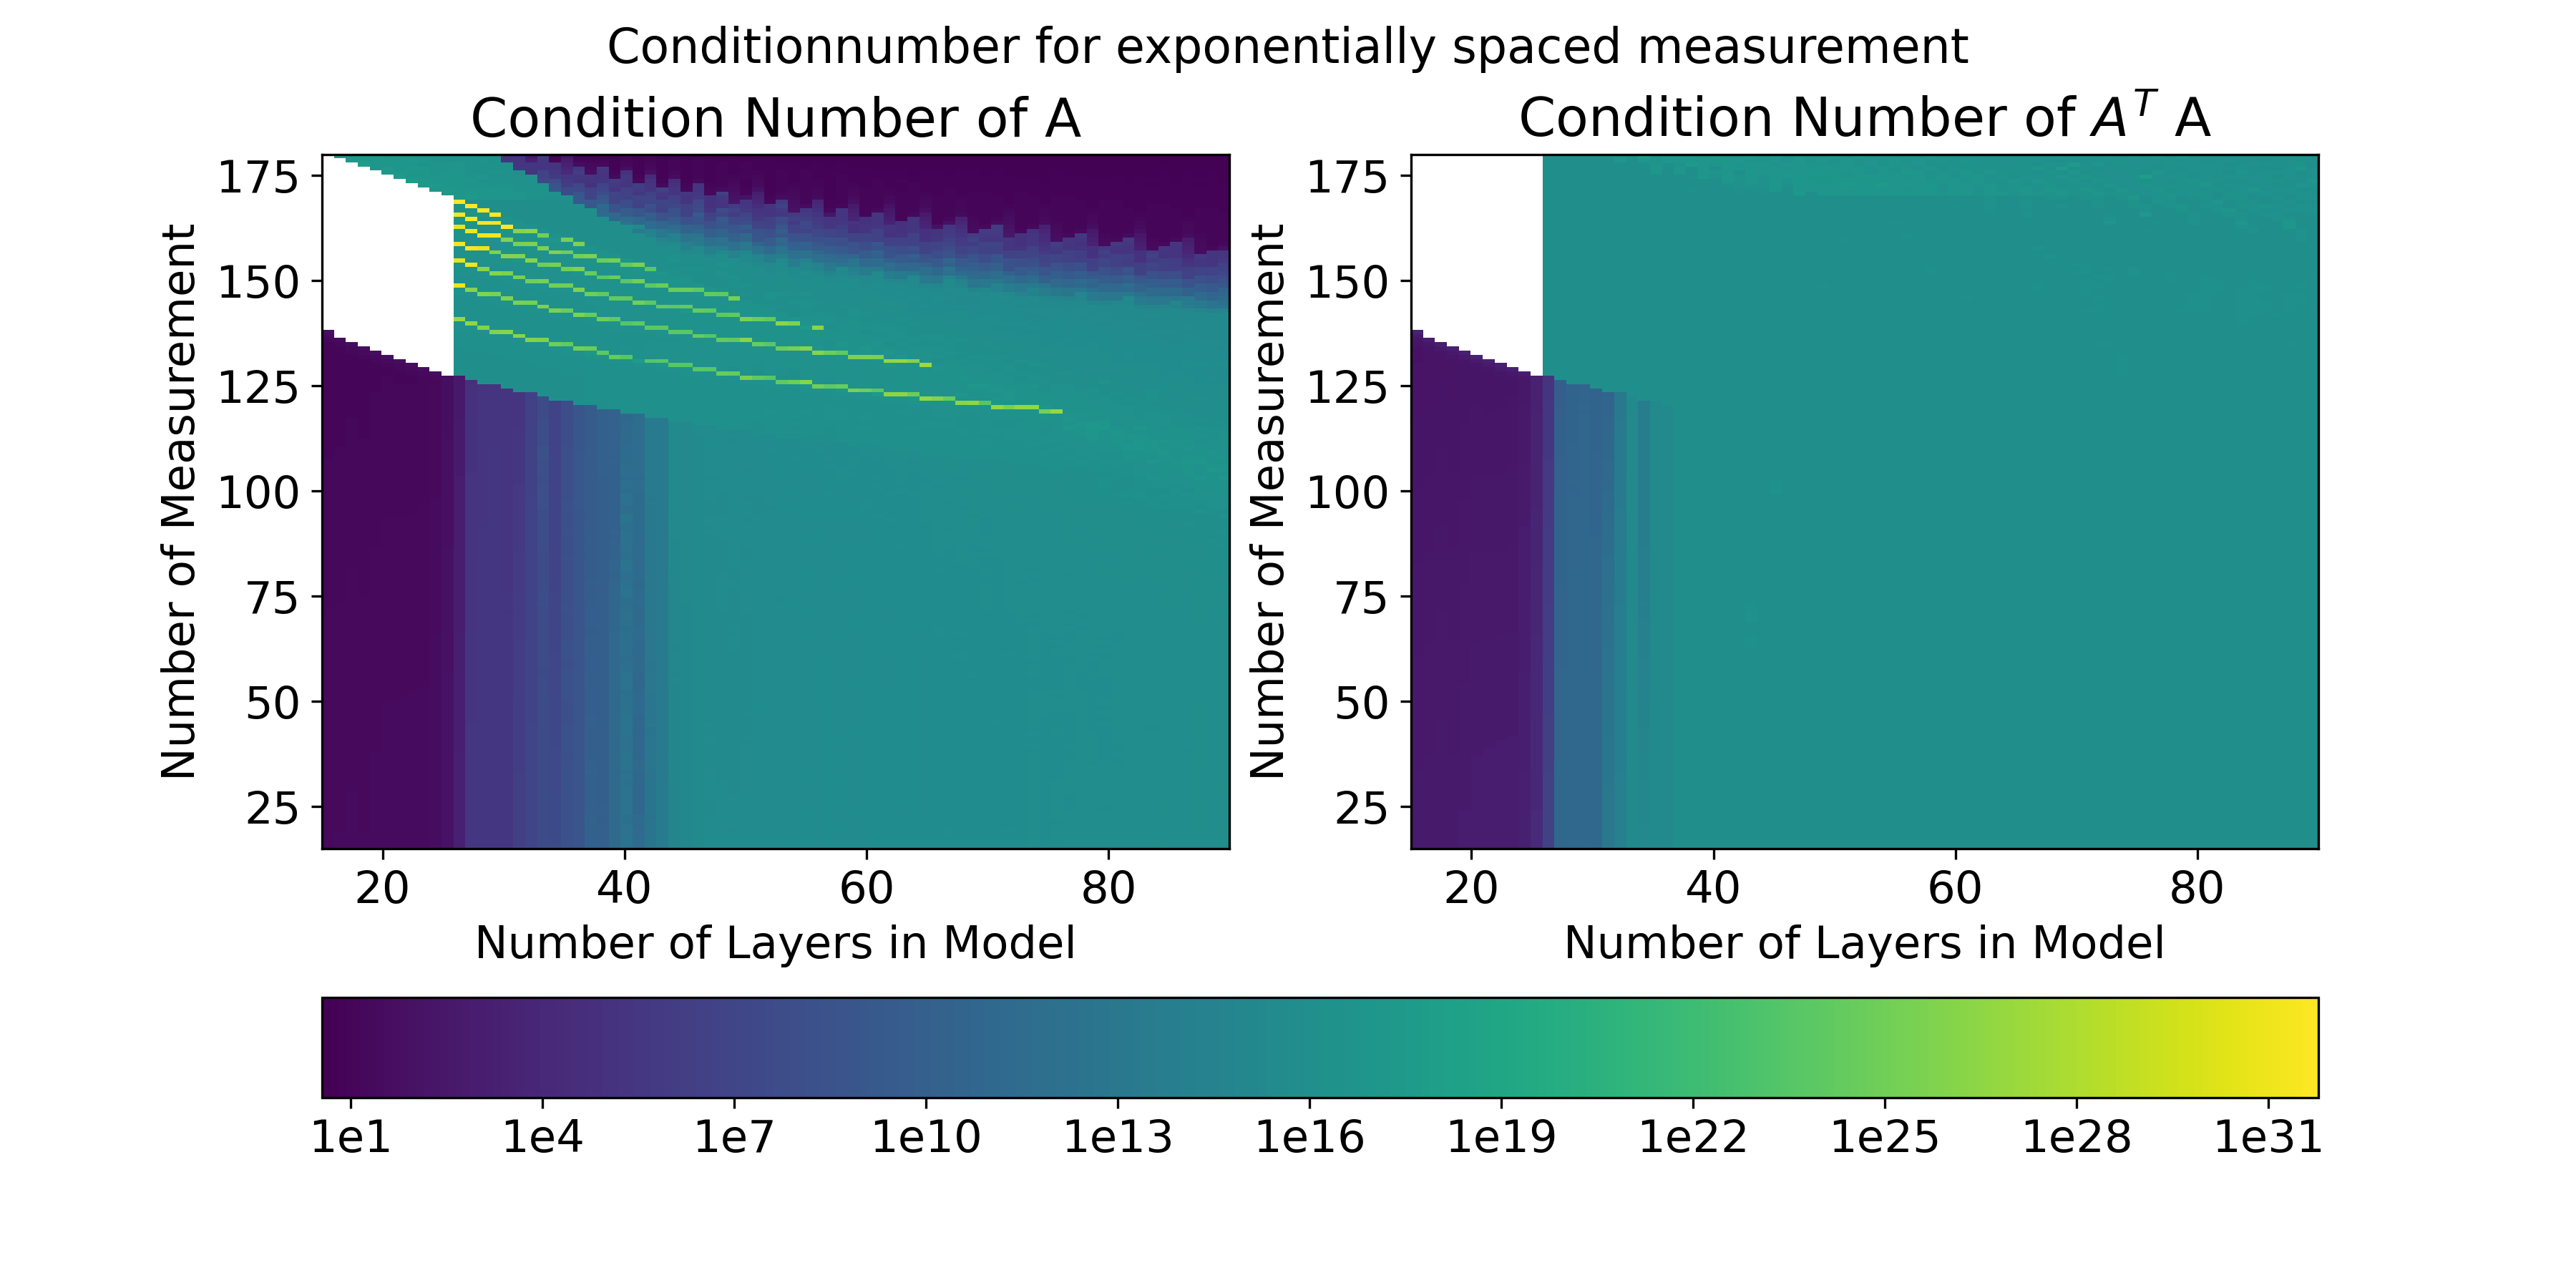 Conditionnumber for exponentially spaced measurement
Condition Number of A
Condition Number of A^T A
Number of Measurement
175
150
125
100
75
50
25
20 40 60 80
Number of Layers in Model
Number of Measurement
175
150
125
100
75
50
25
20 40 60 80
Number of Layers in Model
1e1 1e4 1e7 1e10 1e13 1e16 1e19 1e22 1e25 1e28 1e31